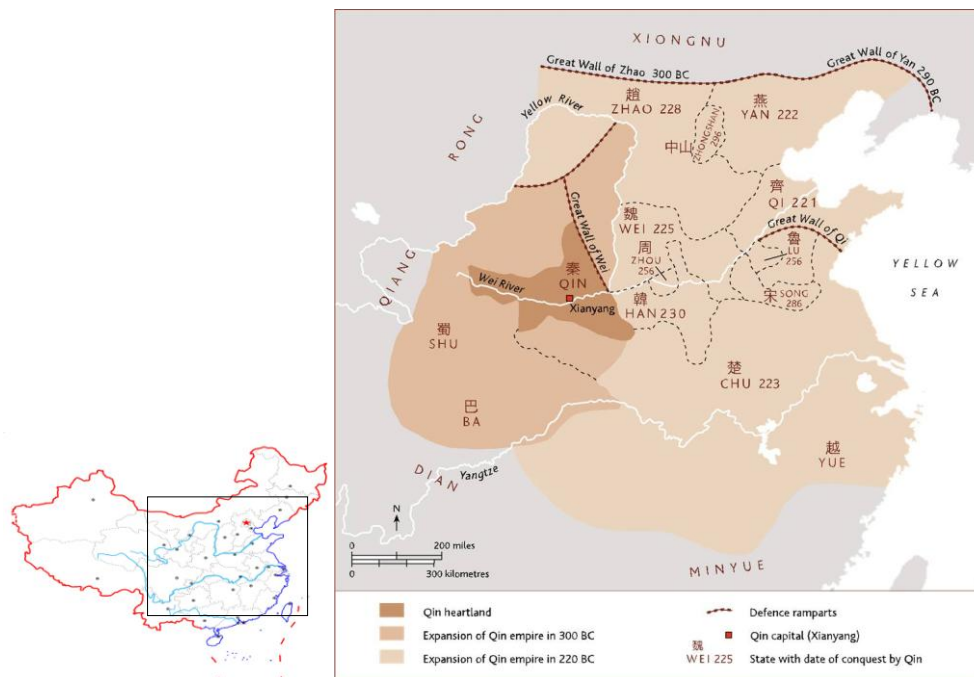 XIONGNU
Great Wall of Zhao 300 BC
Great Wall of Yan 290 BC
趙
ZHAO 228
燕
YAN 222
Yellow River
RONG
中山
ZHONGSHAN
296
齊
QI 221
Great Wall of Qi
魏
WEI 225
魯
LU
256
Great Wall of Wei
周
ZHOU
256
YELLOW
SEA
QIANG
秦
QIN
Wei River
宋 SONG
286
Xianyang
韓
HAN 230
蜀
SHU
楚
CHU 223
巴
BA
越
YUE
DIAN
Yangtze
N
0 200 miles
0 300 kilometres
MINYUE
Qin heartland
Expansion of Qin empire in 300 BC
Expansion of Qin empire in 220 BC
Defence ramparts
Qin capital (Xianyang)
魏
WEI 225 State with date of conquest by Qin